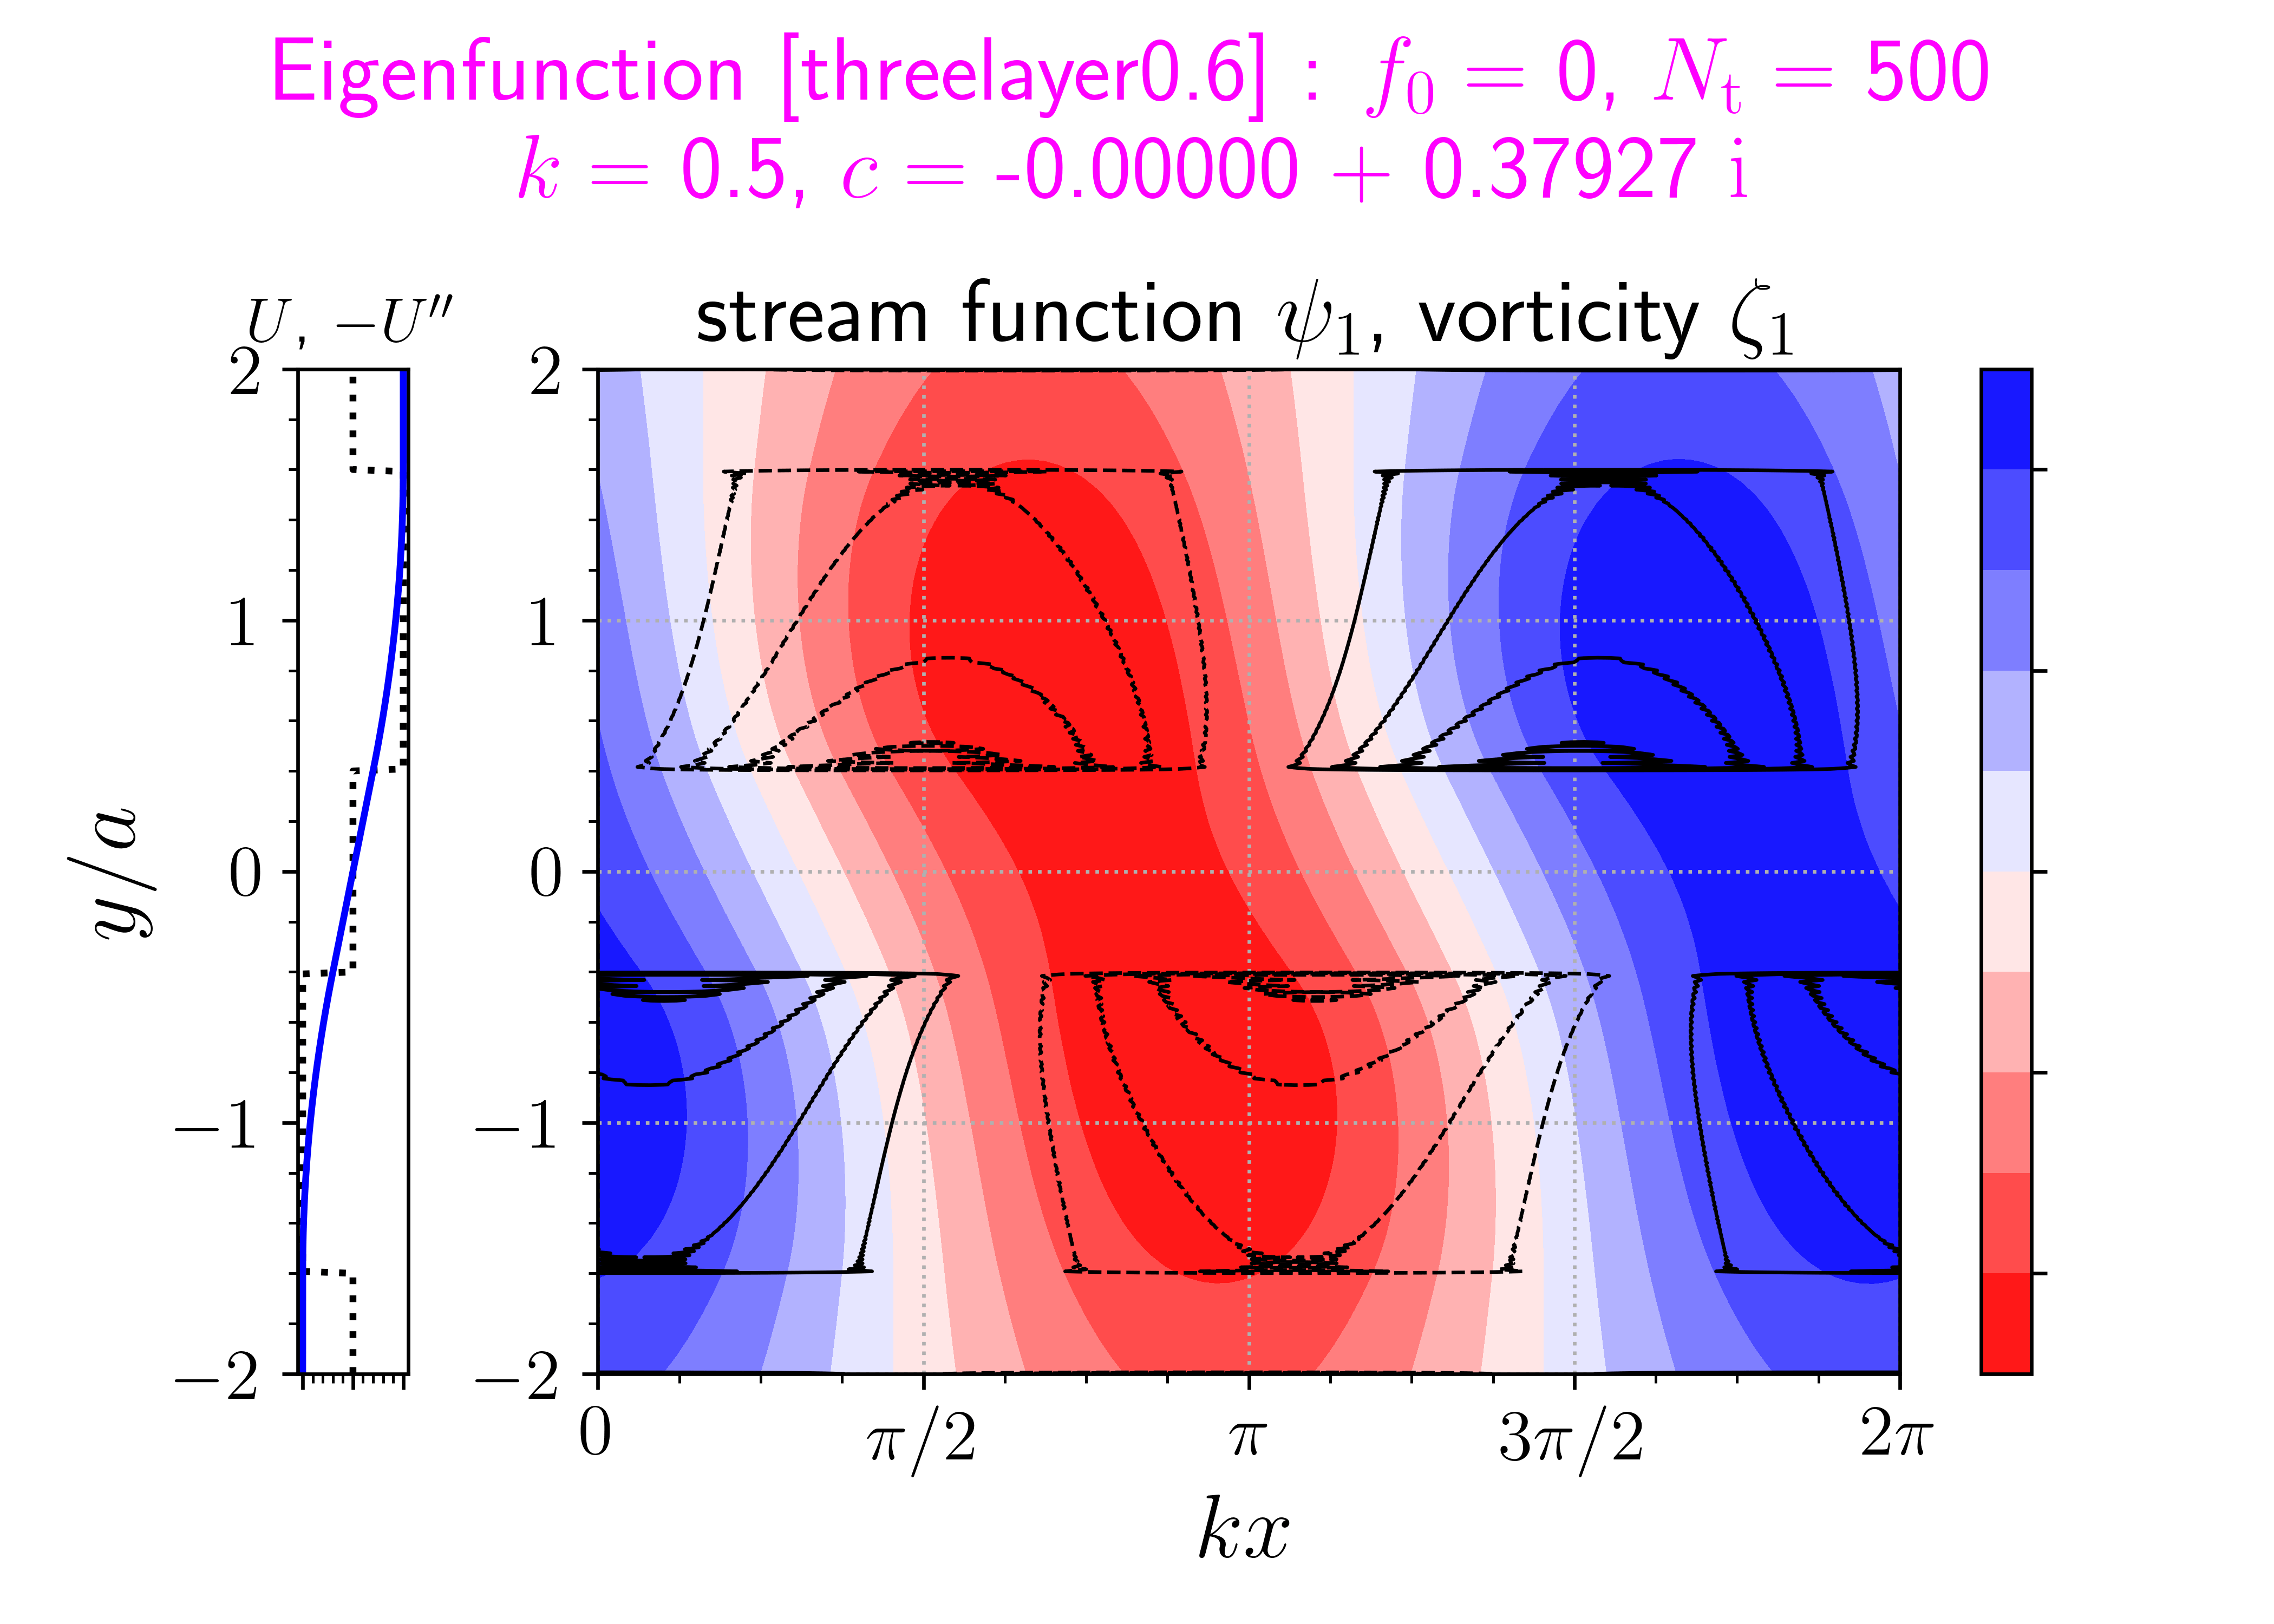 Eigenfunction [threelayer0.6] : f₀ = 0, Nₜ = 500
k = 0.5, c = -0.00000 + 0.37927 i
U, −U″
stream function ψ₁, vorticity ζ₁
2
1
0
−1
−2
y/a
2
1
0
−1
−2
0
π/2
π
3π/2
2π
kx